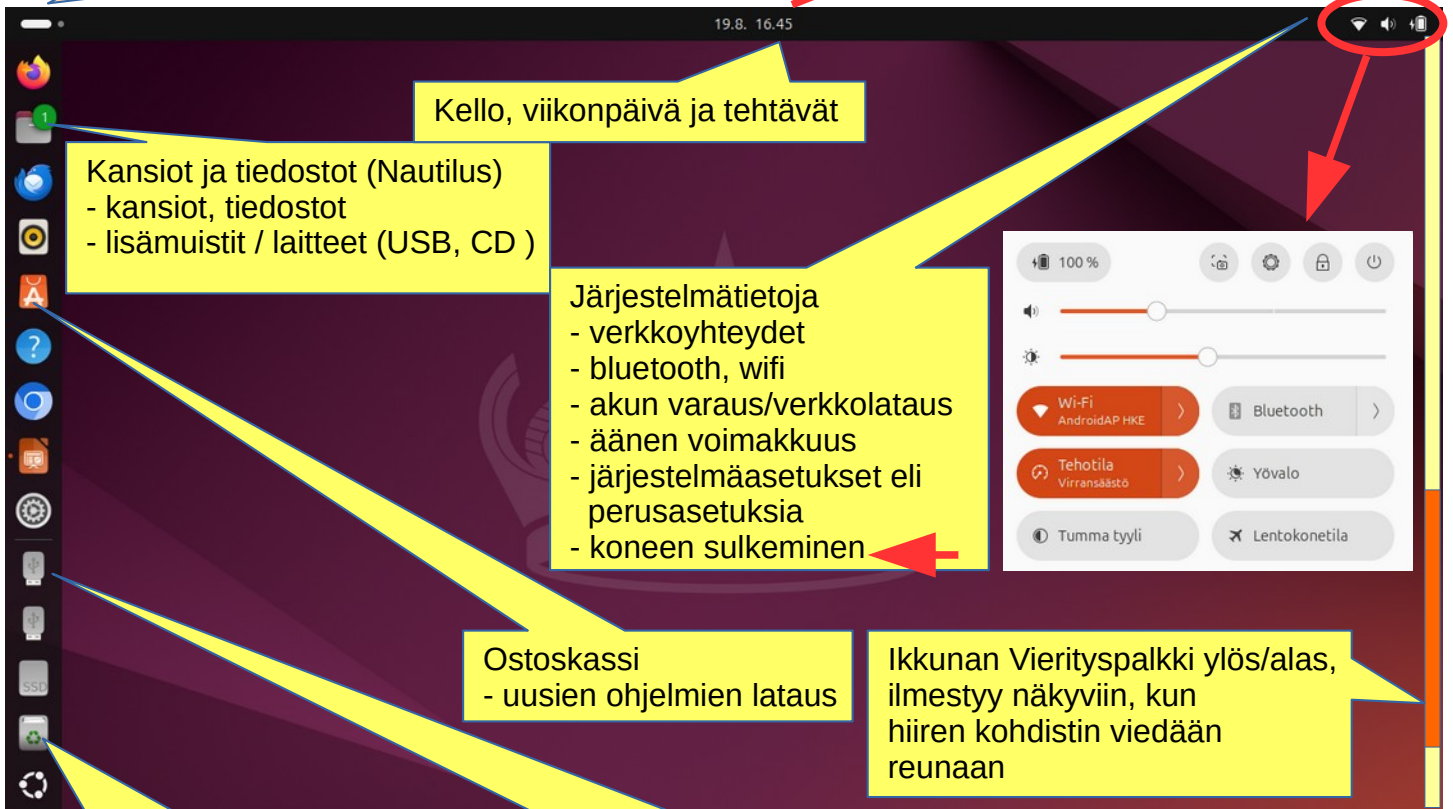 19.8. 16.45
Kello, viikonpäivä ja tehtävät
1
Kansiot ja tiedostot (Nautilus)
- kansiot, tiedostot
- lisämuistit / laitteet (USB, CD )
Järjestelmätietoja
- verkkoyhteydet
- bluetooth, wifi
- akun varaus/verkkolataus
- äänen voimakkuus
- järjestelmäasetukset eli
perusasetuksia
- koneen sulkeminen
100 %
Wi-Fi
AndroidAP HKE
Bluetooth
Tehotila
Virransäästö
Yövalo
Tumma tyyli
Lentokonetila
Ostoskassi
- uusien ohjelmien lataus
Ikkunan Vierityspalkki ylös/alas,
ilmestyy näkyviin, kun
hiiren kohdistin viedään
reunaan
A
?
SSD